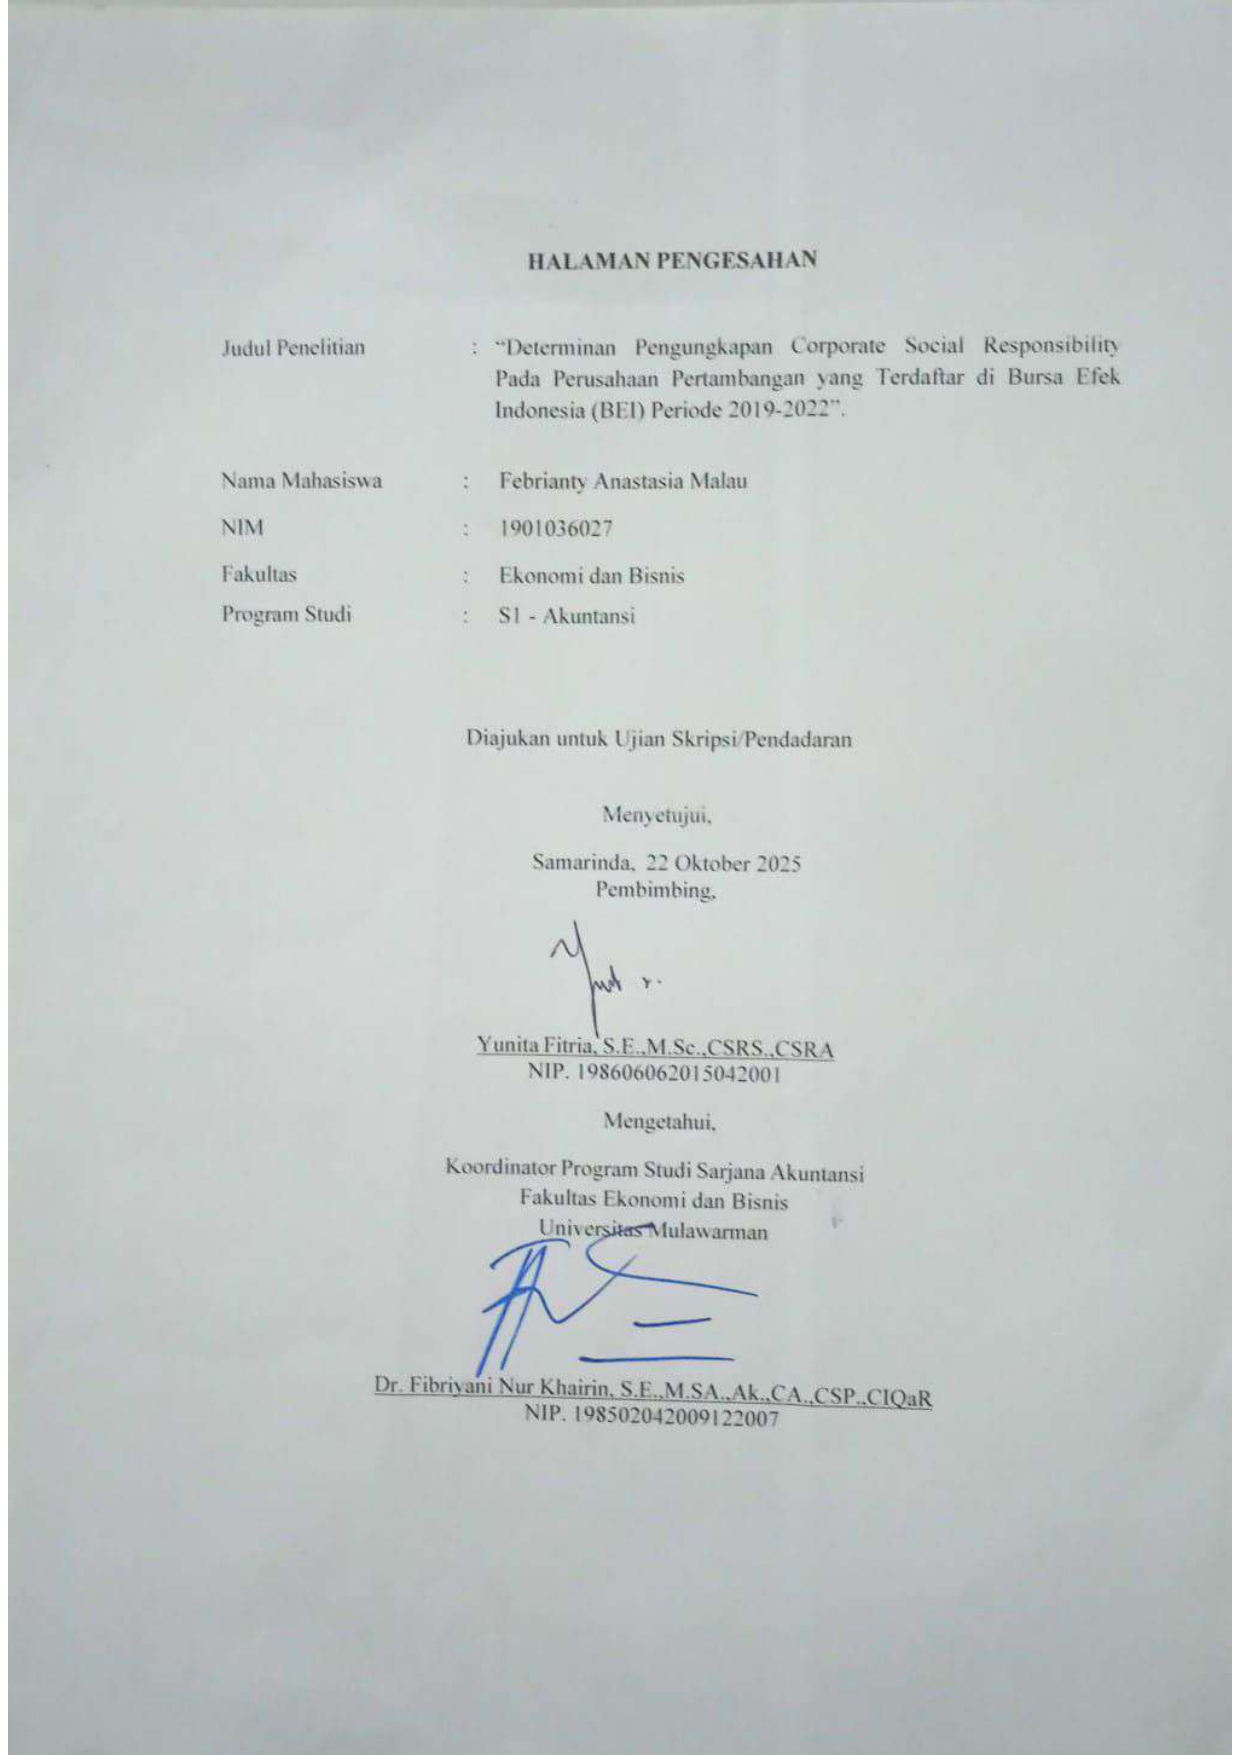 HALAMAN PENGESAHAN
Judul Penelitian : “Determinan Pengungkapan Corporate Social Responsibility
Pada Perusahaan Pertambangan yang Terdaftar di Bursa Efek
Indonesia (BEI) Periode 2019-2022”.
Nama Mahasiswa : Febrianty Anastasia Malau
NIM : 1901036027
Fakultas : Ekonomi dan Bisnis
Program Studi : S1 - Akuntansi
Diajukan untuk Ujian Skripsi/Pendadaran
Menyetujui,
Samarinda, 22 Oktober 2025
Pembimbing,
Yunita Fitria, S.E.,M.Sc.,CSRS.,CSRA
NIP. 198606062015042001
Mengetahui,
Koordinator Program Studi Sarjana Akuntansi
Fakultas Ekonomi dan Bisnis
Universitas Mulawarman
Dr. Fibriyani Nur Khairin, S.E.,M.SA.,Ak.,CA.,CSP.,CIQaR
NIP. 198502042009122007